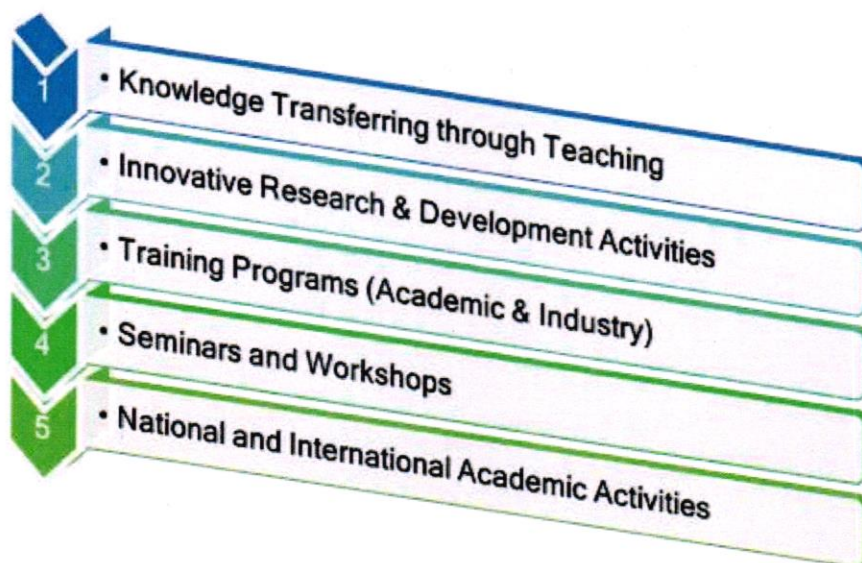 1
• Knowledge Transferring through Teaching
2
• Innovative Research & Development Activities
3
• Training Programs (Academic & Industry)
4
• Seminars and Workshops
5
• National and International Academic Activities